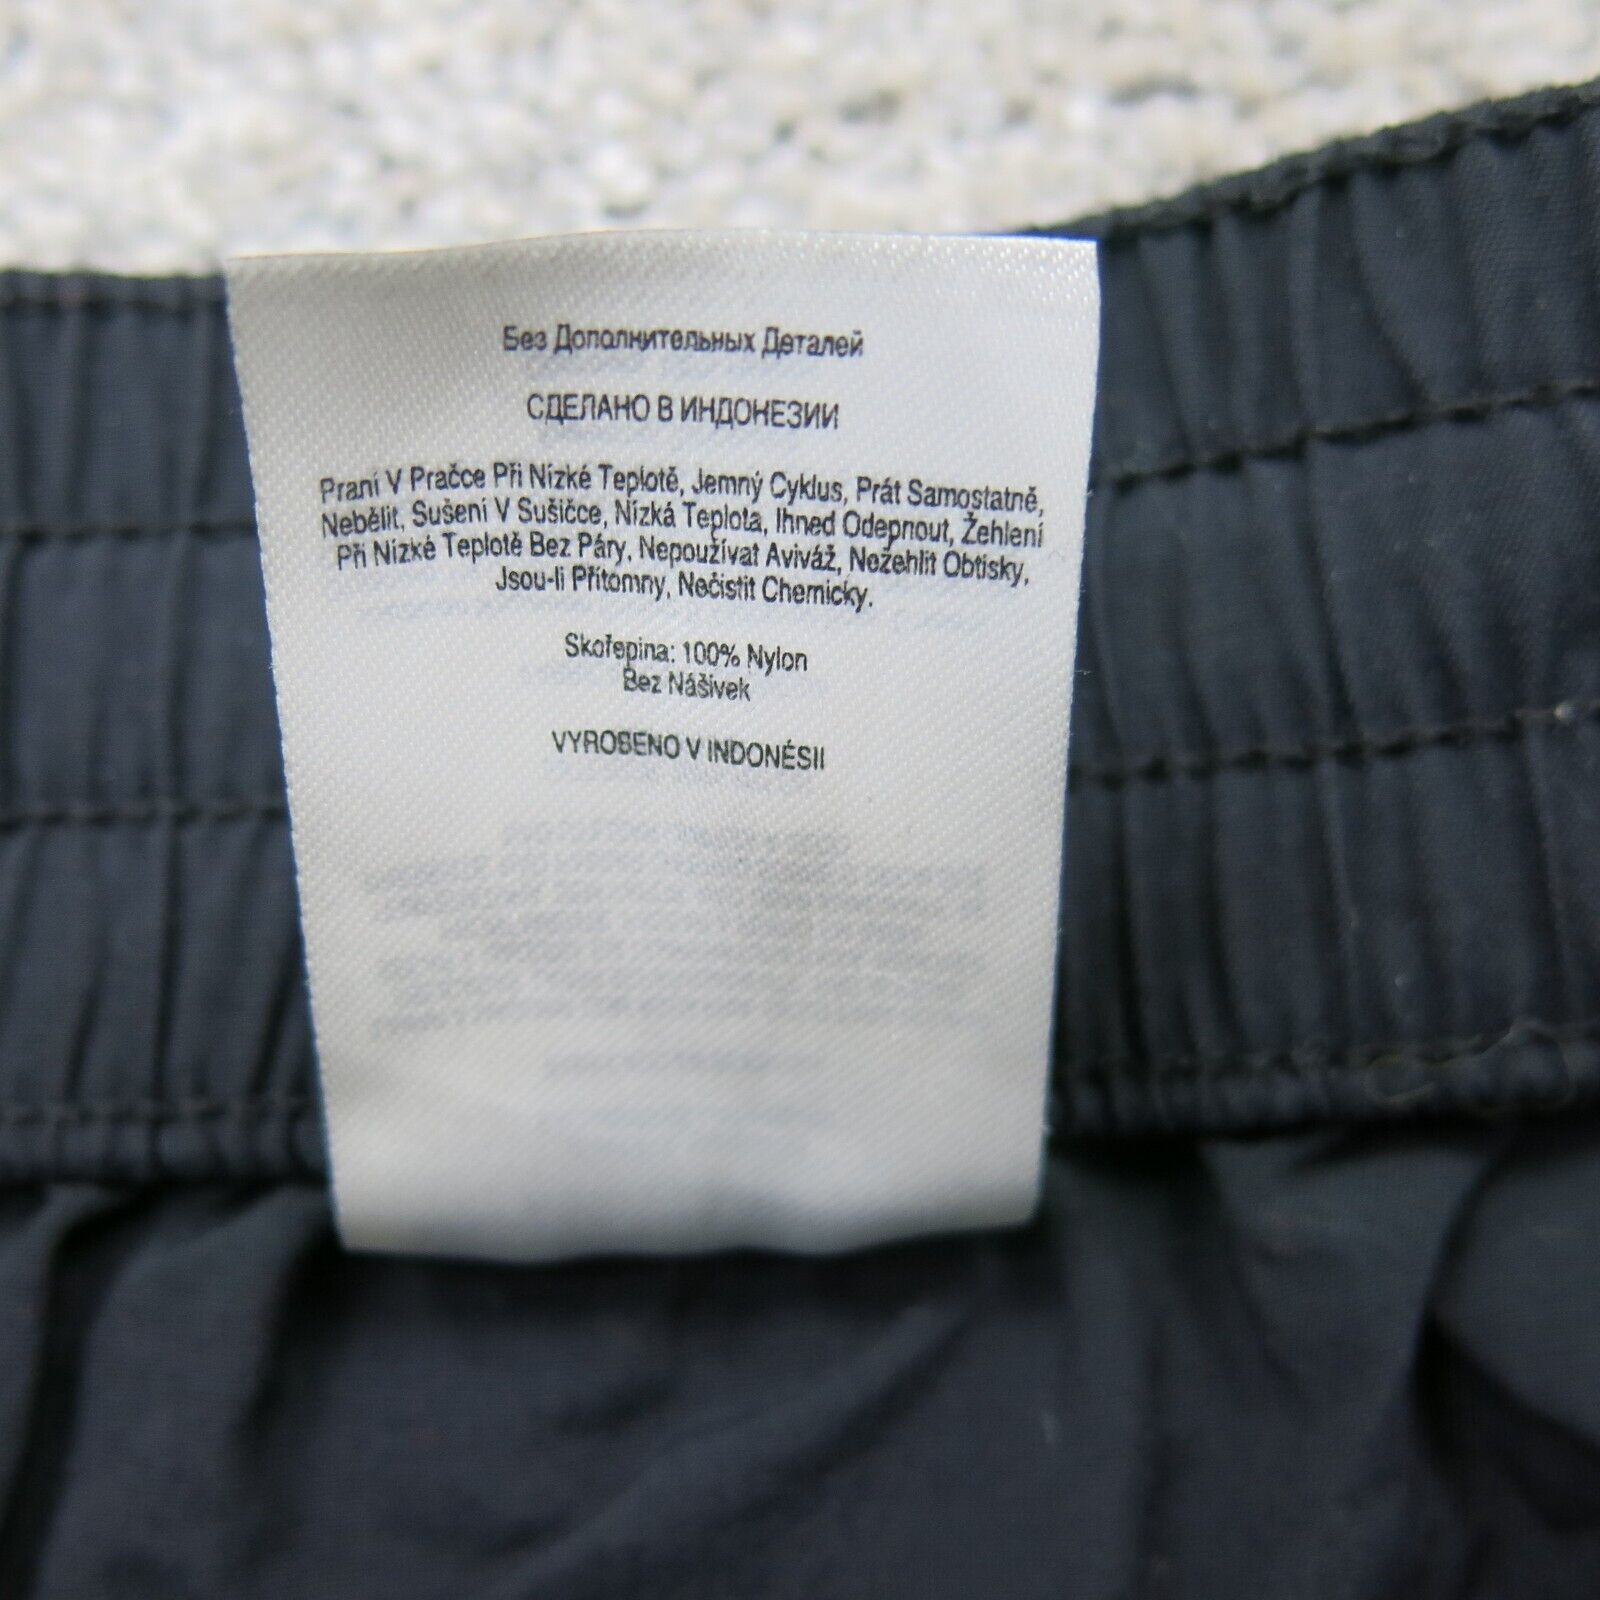 Без Дополнительных Деталей
СДЕЛАНО В ИНДОНЕЗИИ
Praní V Pračce Při Nízké Teplotě, Jemný Cyklus, Prát Samostatně,
Nebělit, Sušení V Sušičce, Nízká Teplota, Ihned Odepnout, Žehlení
Při Nízké Teplotě Bez Páry, Nepoužívat Aviváž, Nežehlit Obtisky,
Jsou-li Přítomny, Nečistit Chemicky.
Skořepina: 100% Nylon
Bez Nášivek
VYROBENO V INDONÉSII